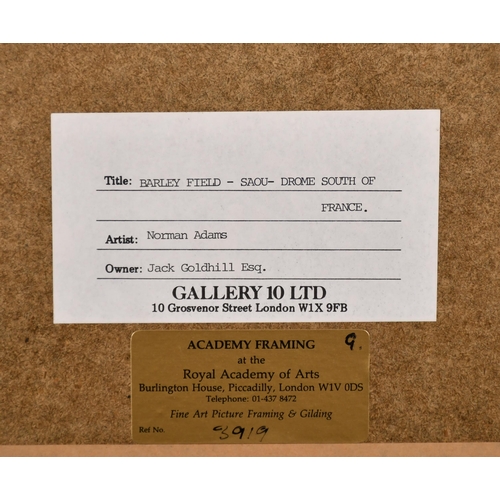 Title: BARLEY FIELD - SAOU- DROME SOUTH OF
FRANCE.
Artist: Norman Adams
Owner: Jack Goldhill Esq.
GALLERY 10 LTD
10 Grosvenor Street London W1X 9FB
ACADEMY FRAMING 9.
at the
Royal Academy of Arts
Burlington House, Piccadilly, London W1V 0DS
Telephone: 01-437 8472
Fine Art Picture Framing & Gilding
Ref No. 3919